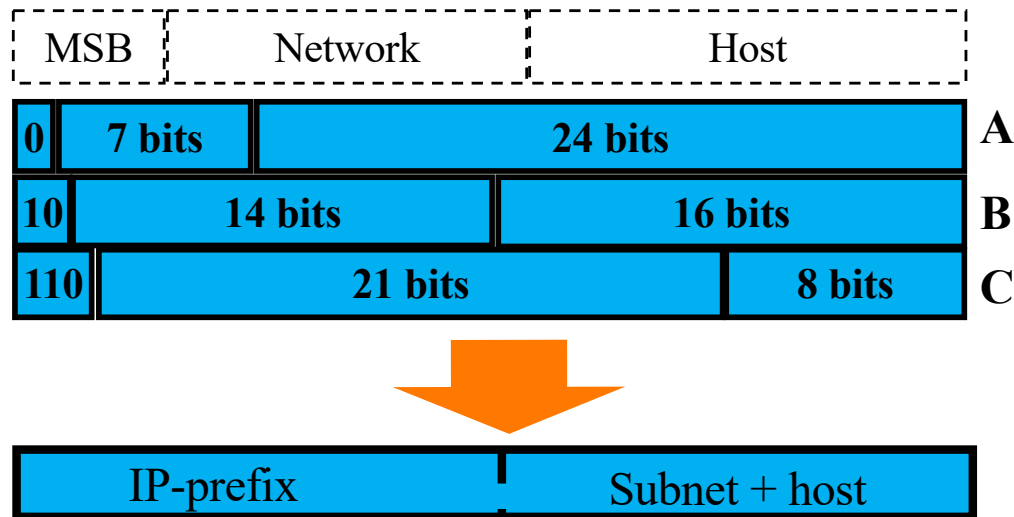 MSB Network Host
0 7 bits 24 bits A
10 14 bits 16 bits B
110 21 bits 8 bits C
IP-prefix Subnet + host